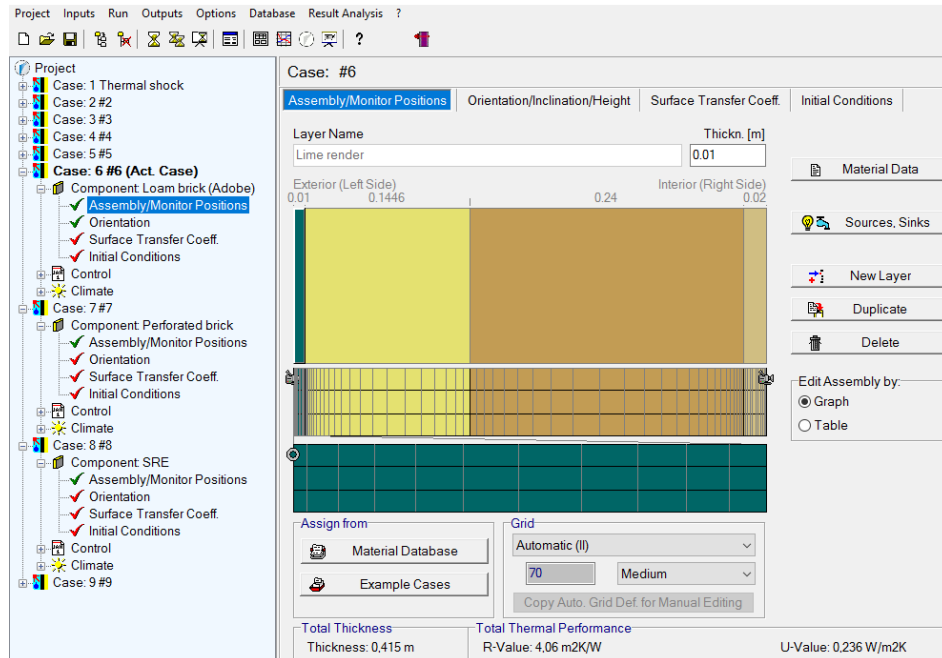 Project Inputs Run Outputs Options Database Result Analysis ?
Project
Case: 1 Thermal shock
Case: 2 #2
Case: 3 #3
Case: 4 #4
Case: 5 #5
Case: 6 #6 (Act. Case)
Component: Loam brick (Adobe)
Assembly/Monitor Positions
Orientation
Surface Transfer Coeff.
Initial Conditions
Control
Climate
Case: 7 #7
Component: Perforated brick
Assembly/Monitor Positions
Orientation
Surface Transfer Coeff.
Initial Conditions
Control
Climate
Case: 8 #8
Component: SRE
Assembly/Monitor Positions
Orientation
Surface Transfer Coeff.
Initial Conditions
Control
Climate
Case: 9 #9
Case: #6
Assembly/Monitor Positions Orientation/Inclination/Height Surface Transfer Coeff. Initial Conditions
Layer Name Thickn. [m]
Lime render 0.01
Exterior (Left Side) Interior (Right Side)
0.01 0.1446 0.24 0.02
Material Data
Sources, Sinks
New Layer
Duplicate
Delete
Edit Assembly by:
Graph
Table
Assign from
Material Database
Example Cases
Grid
Automatic (II)
70 Medium
Copy Auto. Grid Def. for Manual Editing
Total Thickness
Thickness: 0,415 m
Total Thermal Performance
R-Value: 4,06 m2K/W U-Value: 0,236 W/m2K